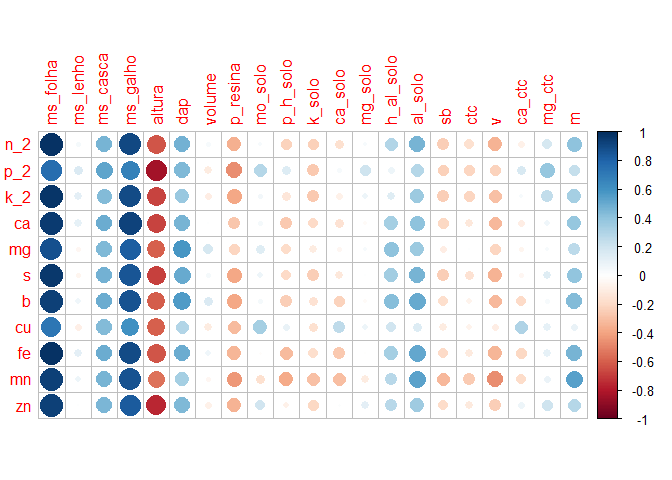 ms_folha
ms_lenho
ms_casca
ms_galho
altura
dap
volume
p_resina
mo_solo
p_h_solo
k_solo
ca_solo
mg_solo
h_al_solo
al_solo
sb
ctc
v
ca_ctc
mg_ctc
m
n_2
p_2
k_2
ca
mg
s
b
cu
fe
mn
zn
1
0.8
0.6
0.4
0.2
0
-0.2
-0.4
-0.6
-0.8
-1